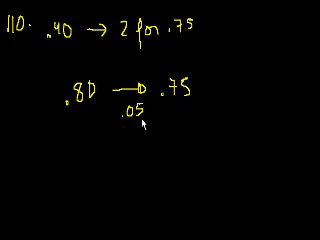 110. .40 → 2 for .75
.80 → .75
.05